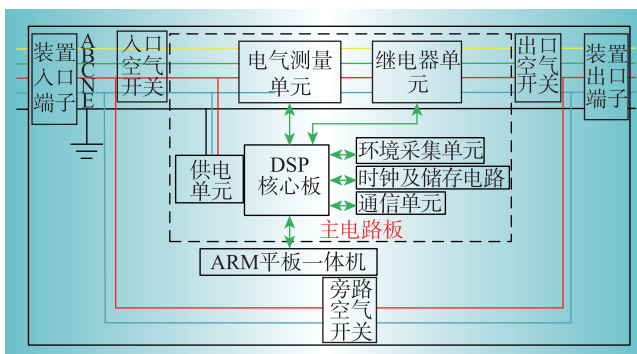 装置
入口
端子
A
B
C
N
E
入口
空气
开关
电气测量
单元
继电器单
元
出口
空气
开关
装置
出口
端子
供电
单元
DSP
核心板
环境采集单元
时钟及储存电路
通信单元
主电路板
ARM平板一体机
旁路
空气
开关